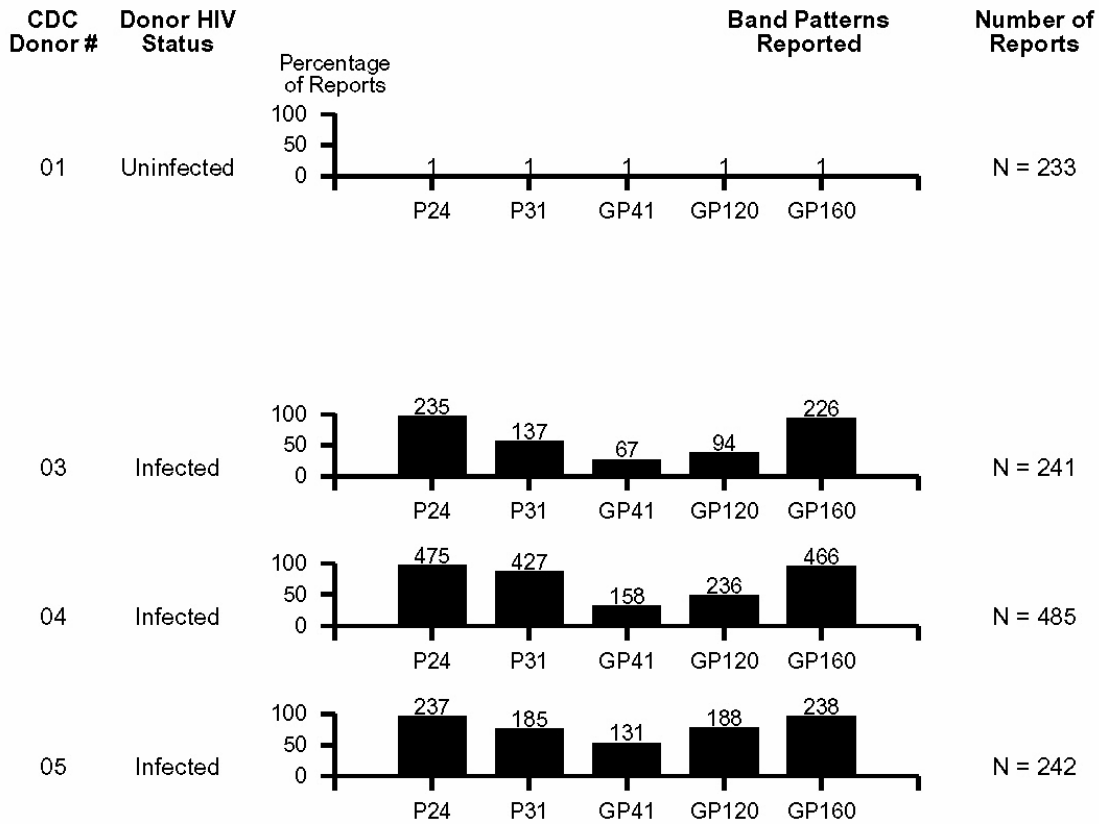 CDC Donor HIV Band Patterns Number of
Donor # Status Reported Reports
Percentage
of Reports
100
50
01 Uninfected 0 1 1 1 1 1 N = 233
P24 P31 GP41 GP120 GP160
235 226
100
137
94
50 67
03 Infected 0 N = 241
P24 P31 GP41 GP120 GP160
475 427 466
100
236
50 158
04 Infected 0 N = 485
P24 P31 GP41 GP120 GP160
237 238
100 185 188
131
50
05 Infected 0 N = 242
P24 P31 GP41 GP120 GP160